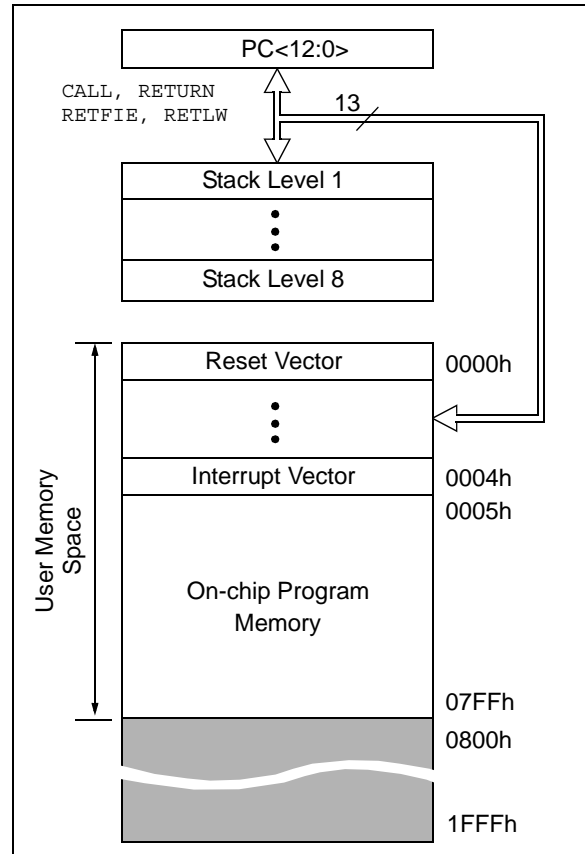 PC<12:0>
CALL, RETURN
RETFIE, RETLW
13
Stack Level 1
Stack Level 8
Reset Vector
0000h
Interrupt Vector
0004h
0005h
User Memory
Space
On-chip Program
Memory
07FFh
0800h
1FFFh